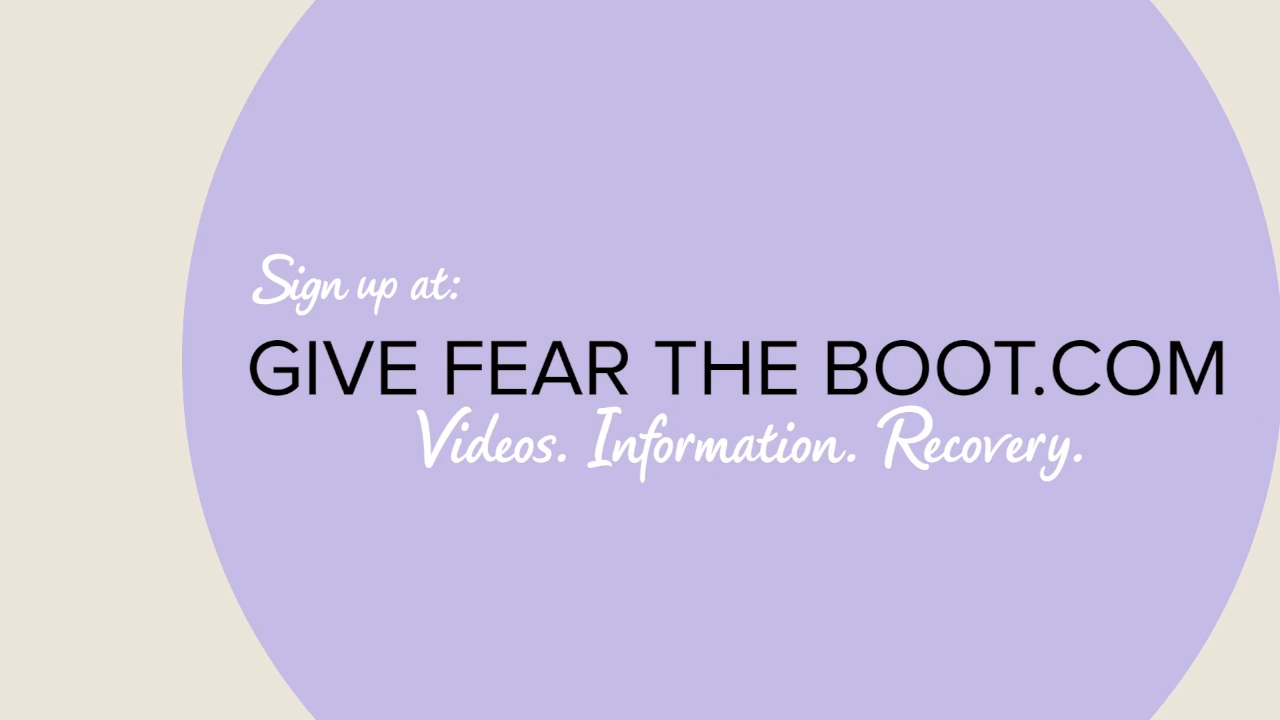 Sign up at:
GIVE FEAR THE BOOT.COM
Videos. Information. Recovery.